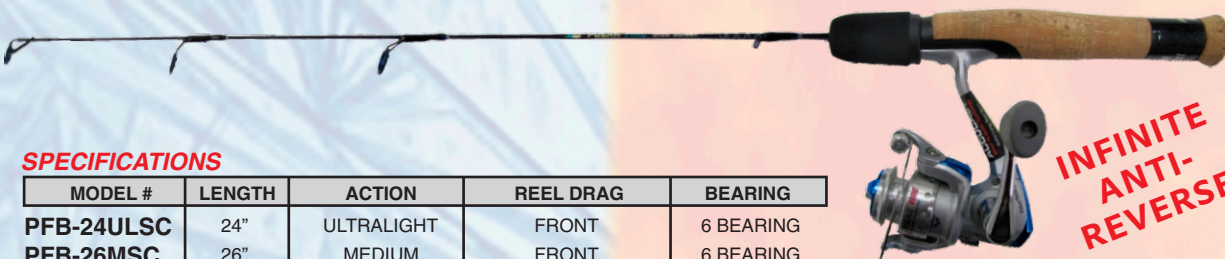 SPECIFICATIONS
MODEL # LENGTH ACTION REEL DRAG BEARING
PFB-24ULSC 24” ULTRALIGHT FRONT 6 BEARING
PFB-26MSC 26” MEDIUM FRONT 6 BEARING
INFINITE
ANTI-
REVERSE